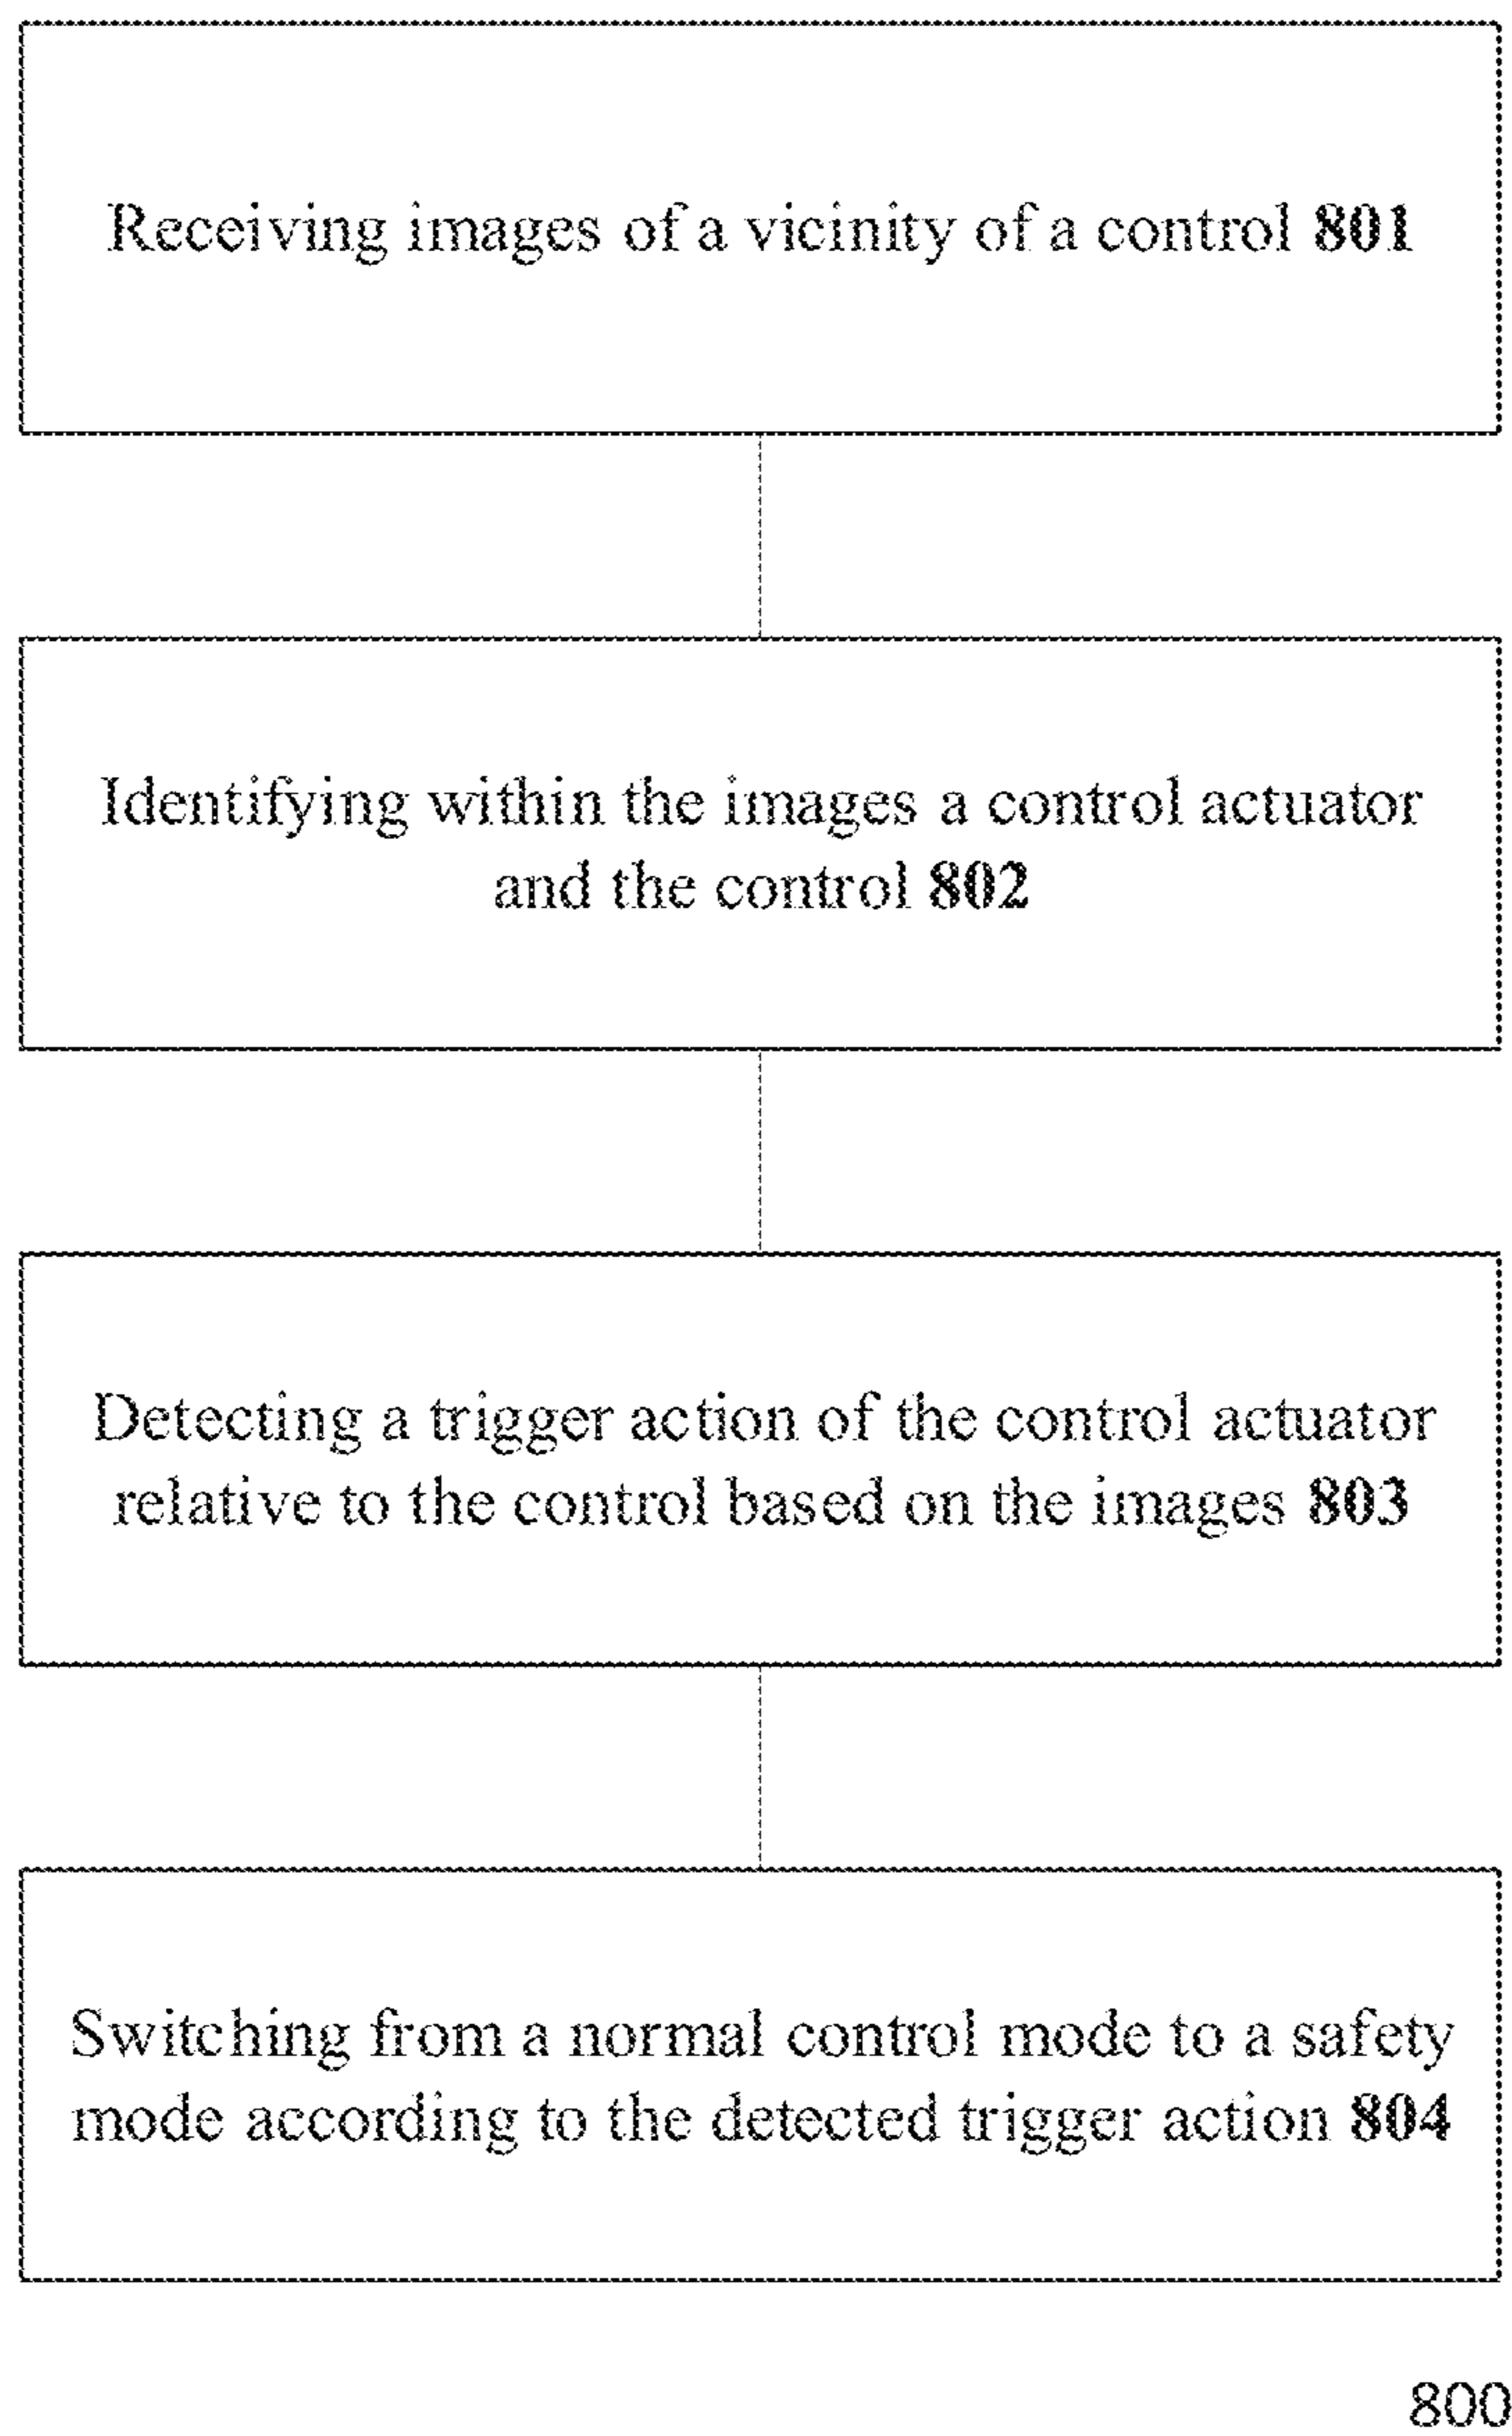 Receiving images of a vicinity of a control 801
Identifying within the images a control actuator
and the control 802
Detecting a trigger action of the control actuator
relative to the control based on the images 803
Switching from a normal control mode to a safety
mode according to the detected trigger action 804
800